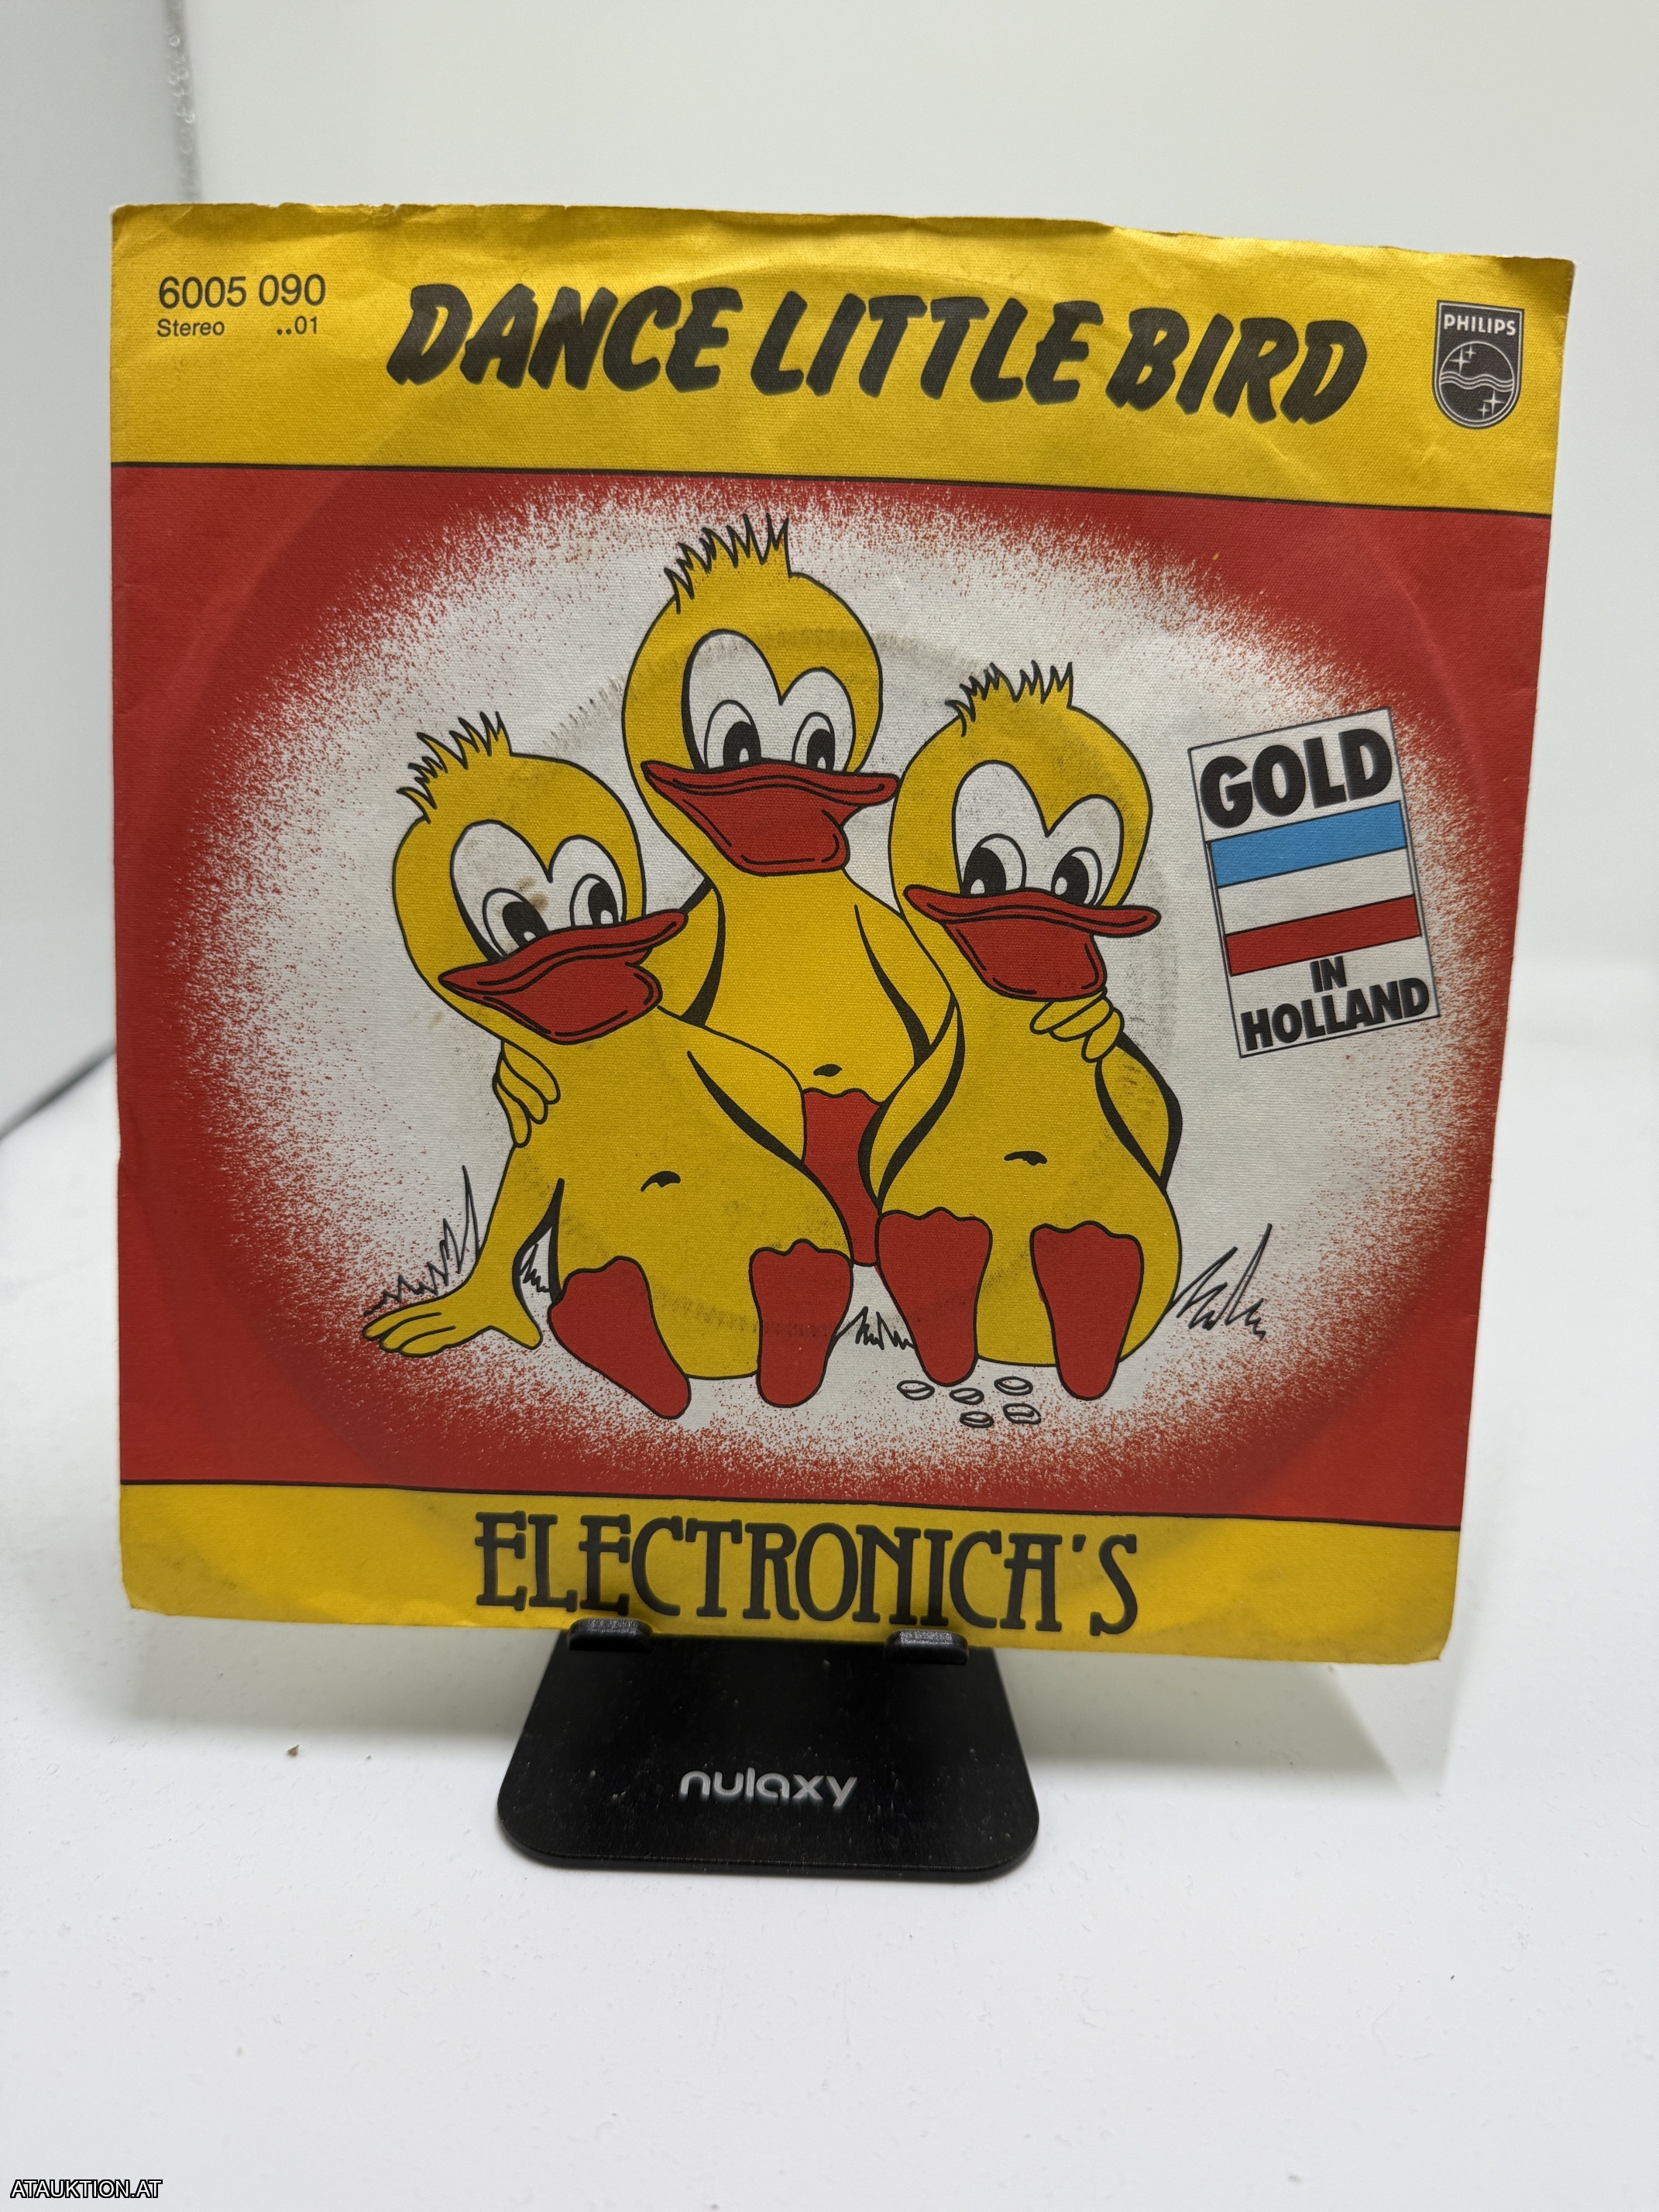 6005 090
Stereo ..01
DANCE LITTLE BIRD
PHILIPS
GOLD
IN
HOLLAND
ELECTRONICA'S
nulaxy
ATAUKTION.AT